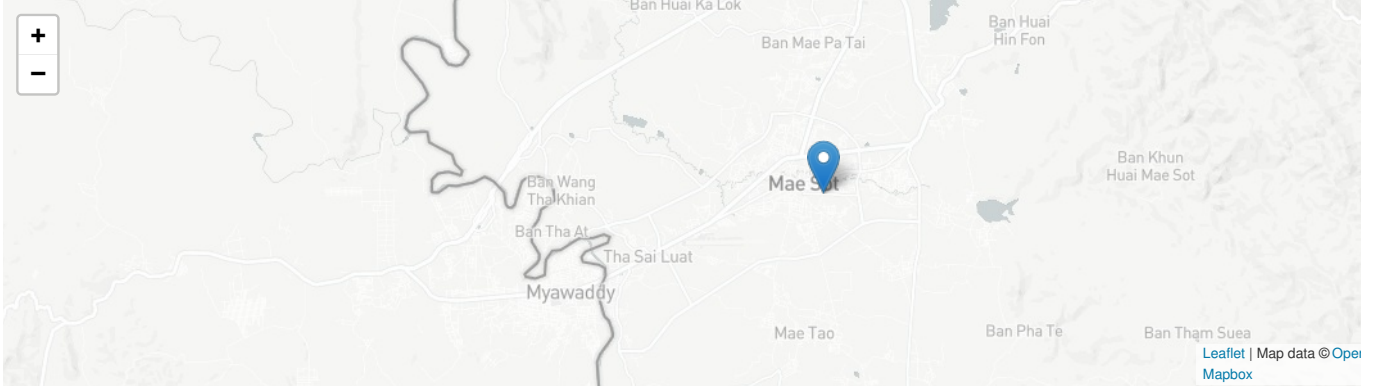 Ban Huai Ka Lok
+
Ban Huai
Hin Fon
Ban Mae Pa Tai
−
Ban Khun
Huai Mae Sot
Ban Wang
Tha Khian
Mae Sot
Ban Tha At
Tha Sai Luat
Myawaddy
Mae Tao
Ban Pha Te
Ban Tham Suea
Leaflet | Map data © Open
Mapbox